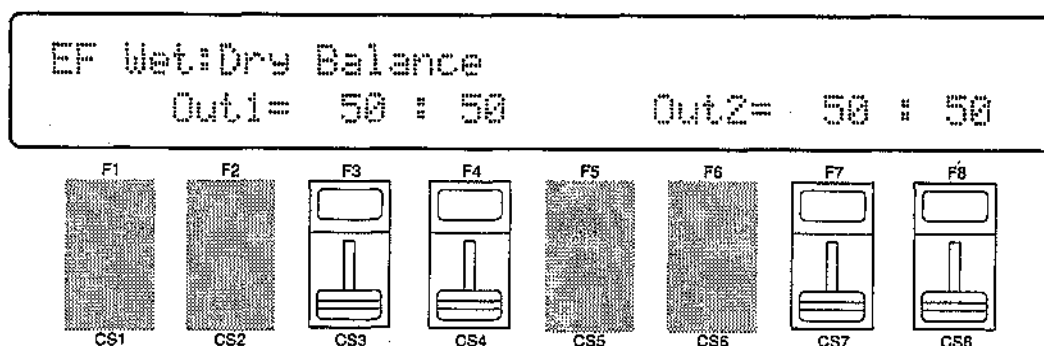 EF Wet:Dry Balance
Out1= 50 : 50 Out2= 50 : 50
F1 F2 F3 F4 F5 F6 F7 F8
CS1 CS2 CS3 CS4 CS5 CS6 CS7 CS8